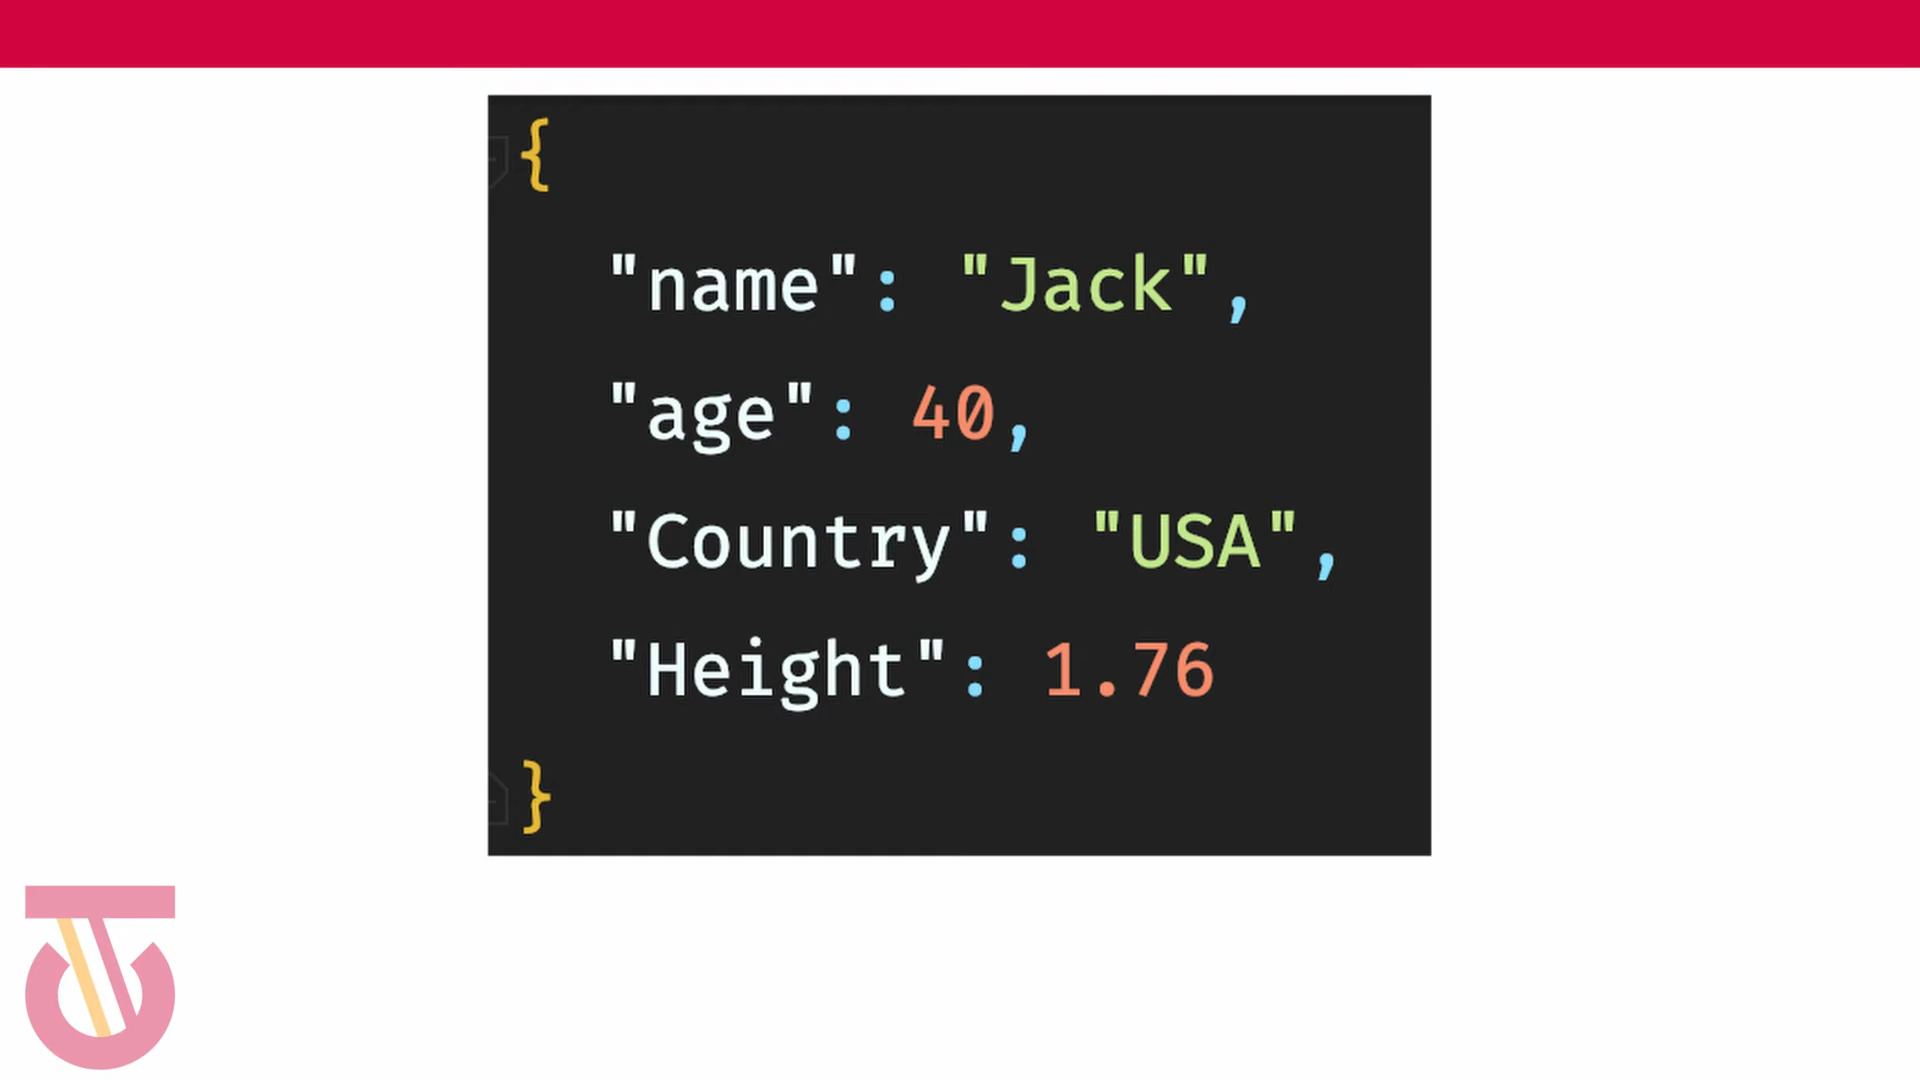 {
"name": "Jack",
"age": 40,
"Country": "USA",
"Height": 1.76
}